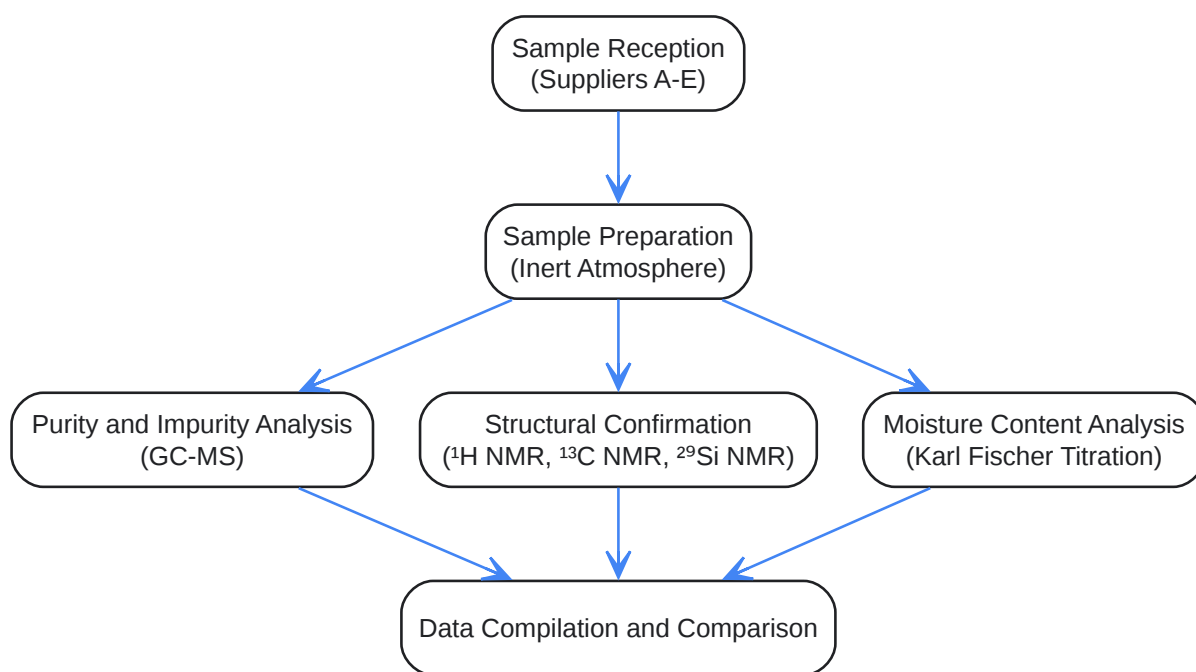 Sample Reception
(Suppliers A-E)
Sample Preparation
(Inert Atmosphere)
Purity and Impurity Analysis
(GC-MS)
Structural Confirmation
(¹H NMR, ¹³C NMR, ²⁹Si NMR)
Moisture Content Analysis
(Karl Fischer Titration)
Data Compilation and Comparison